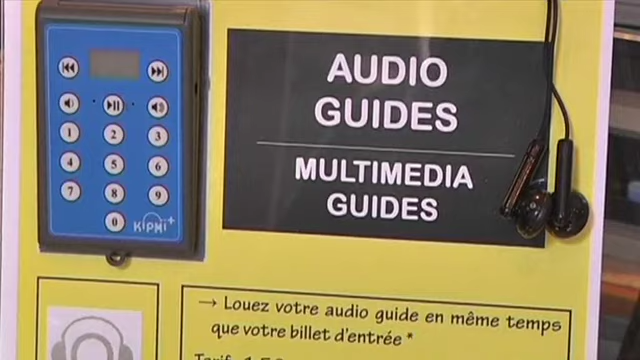 AUDIO
GUIDES
MULTIMEDIA
GUIDES
1 2 3
4 5 6
7 8 9
0
KIPMI+
→ Louez votre audio guide en même temps
que votre billet d'entrée *